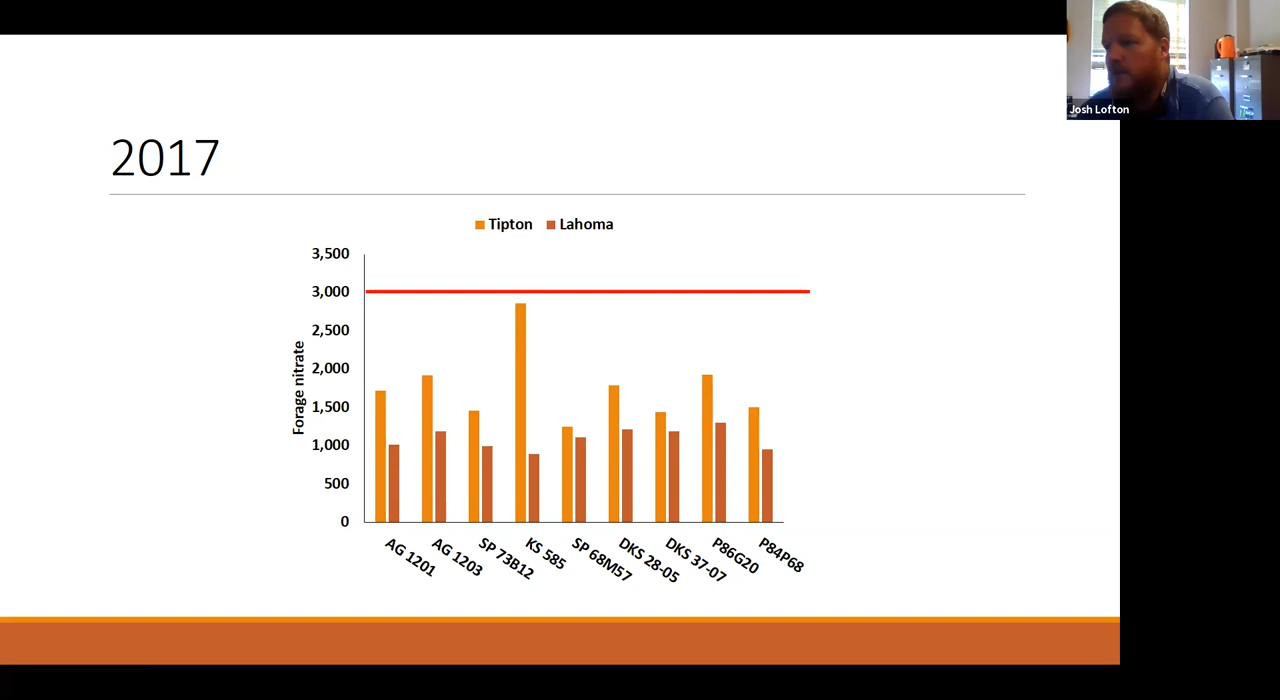 Josh Lofton
2017
Tipton Lahoma
3,500
3,000
2,500
2,000
1,500
1,000
500
0
Forage nitrate
AG 1201
AG 1203
SP 73B12
KS 585
SP 68M57
DKS 28-05
DKS 37-07
P86G20
P84P68